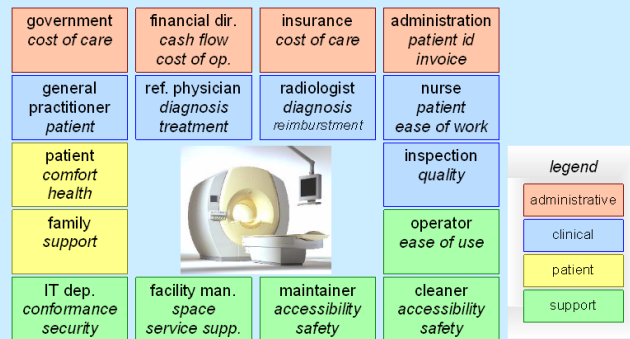 government
cost of care
financial dir.
cash flow
cost of op.
insurance
cost of care
administration
patient id
invoice
general
practitioner
patient
ref. physician
diagnosis
treatment
radiologist
diagnosis
reimburstment
nurse
patient
ease of work
patient
comfort
health
inspection
quality
family
support
operator
ease of use
IT dep.
conformance
security
facility man.
space
service supp.
maintainer
accessibility
safety
cleaner
accessibility
safety
legend
administrative
clinical
patient
support